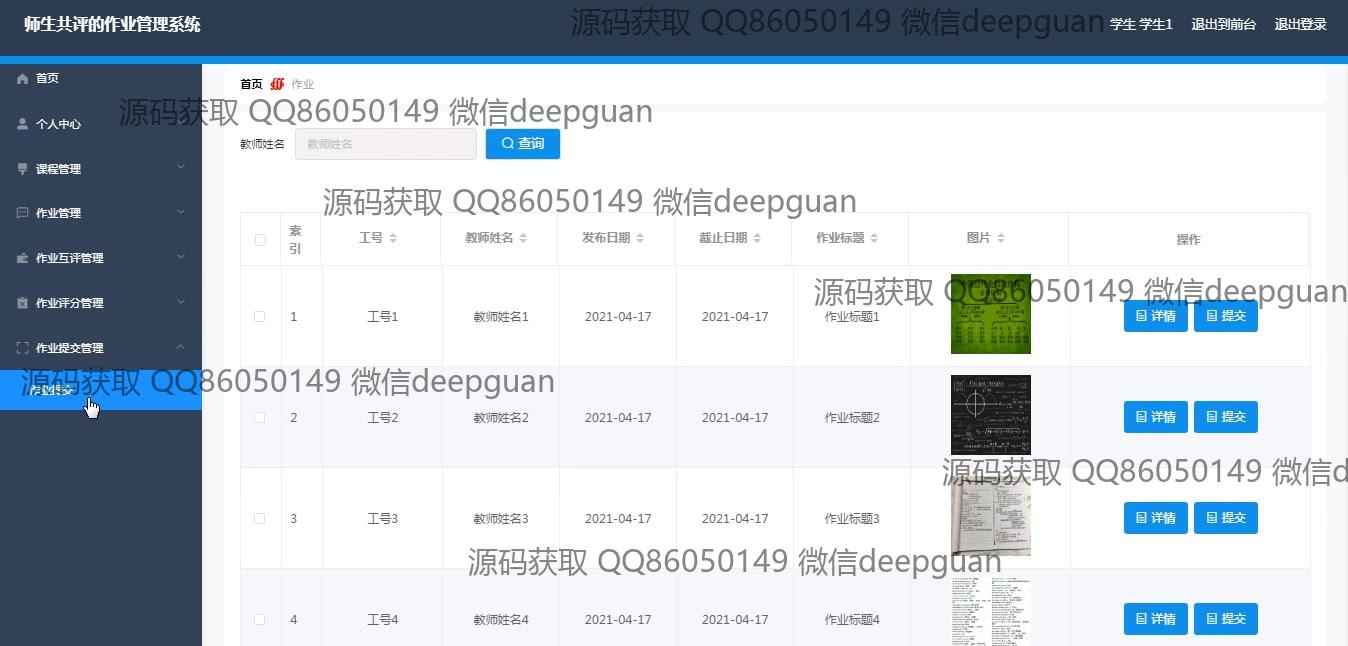 师生共评的作业管理系统
源码获取 QQ86050149 微信deepguan
学生 学生1 退出到前台 退出登录
首页
首页 作业
源码获取 QQ86050149 微信deepguan
个人中心
教师姓名 教师姓名 查询
课程管理
源码获取 QQ86050149 微信deepguan
作业管理
索引 工号 教师姓名 发布日期 截止日期 作业标题 图片 操作
作业互评管理
源码获取 QQ86050149 微信deepguan
作业评分管理
1 工号1 教师姓名1 2021-04-17 2021-04-17 作业标题1 详情 提交
作业提交管理
源码获取 QQ86050149 微信deepguan
作业提交
2 工号2 教师姓名2 2021-04-17 2021-04-17 作业标题2 详情 提交
源码获取 QQ86050149 微信d
3 工号3 教师姓名3 2021-04-17 2021-04-17 作业标题3 详情 提交
源码获取 QQ86050149 微信deepguan
4 工号4 教师姓名4 2021-04-17 2021-04-17 作业标题4 详情 提交